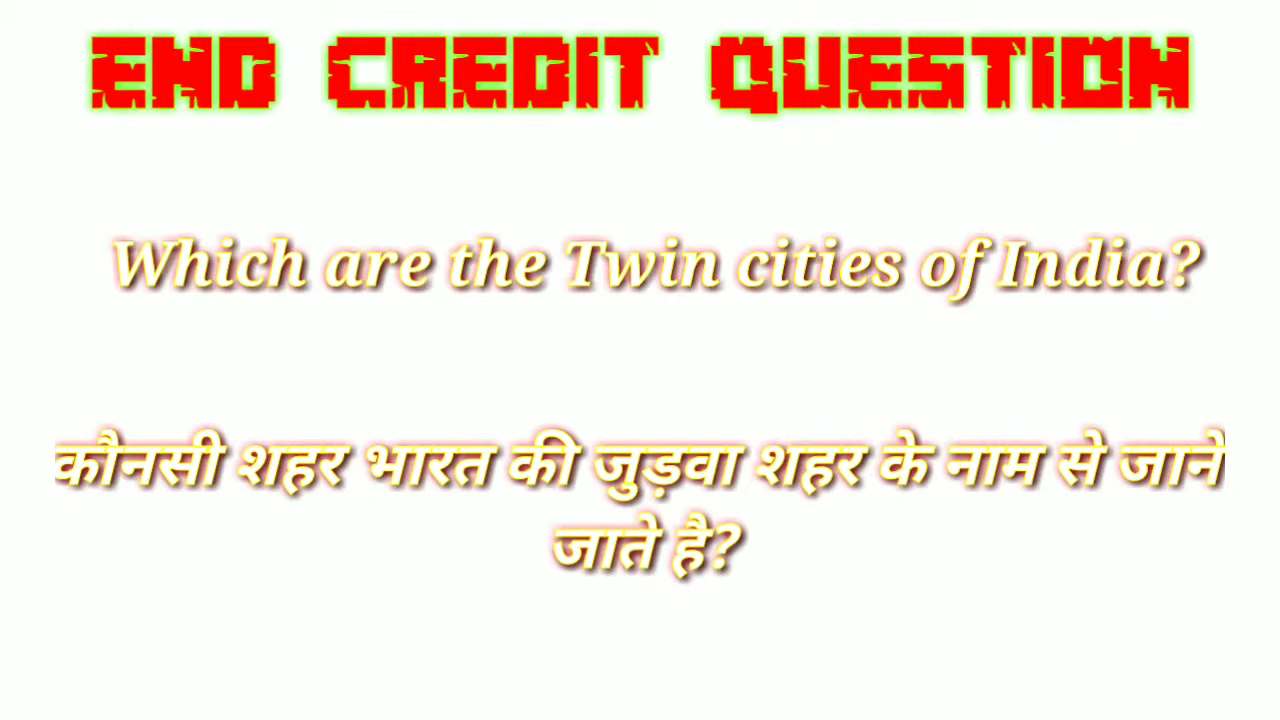 END CREDIT QUESTION
Which are the Twin cities of India?
कौनसी शहर भारत की जुड़वा शहर के नाम से जाने
जाते है?